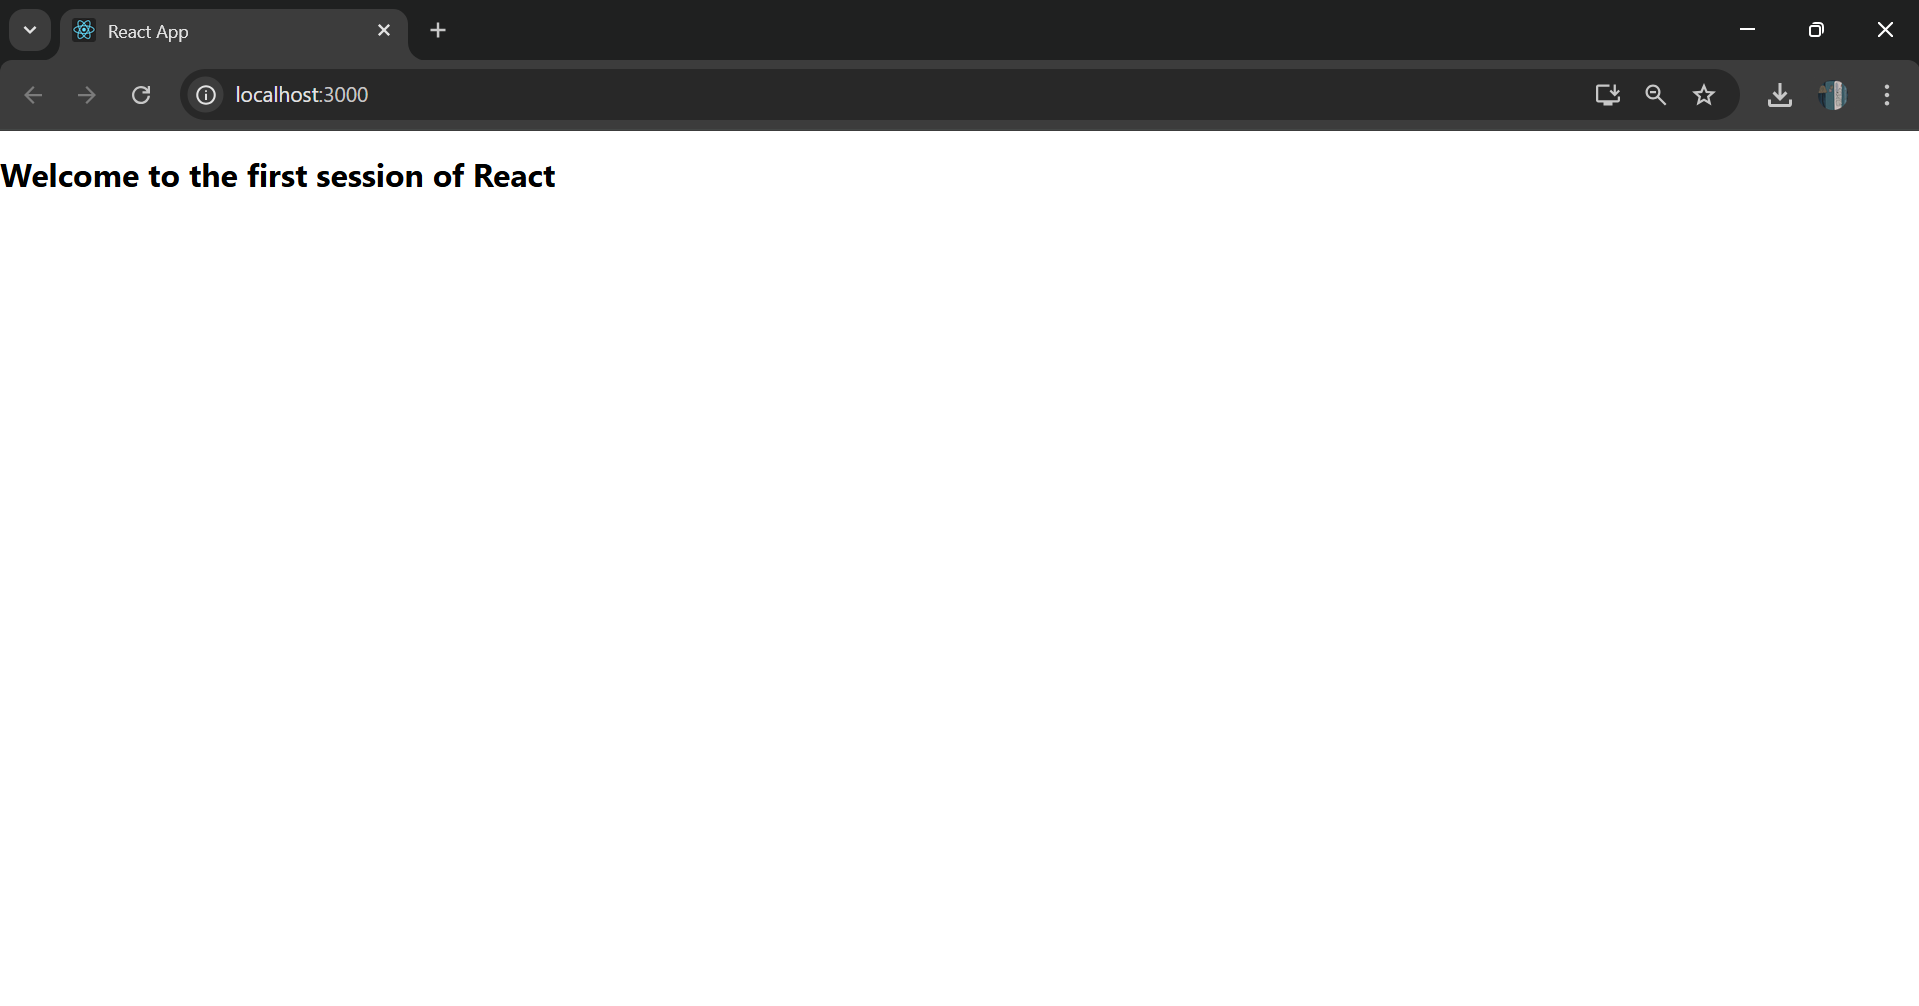 React App
localhost:3000
Welcome to the first session of React